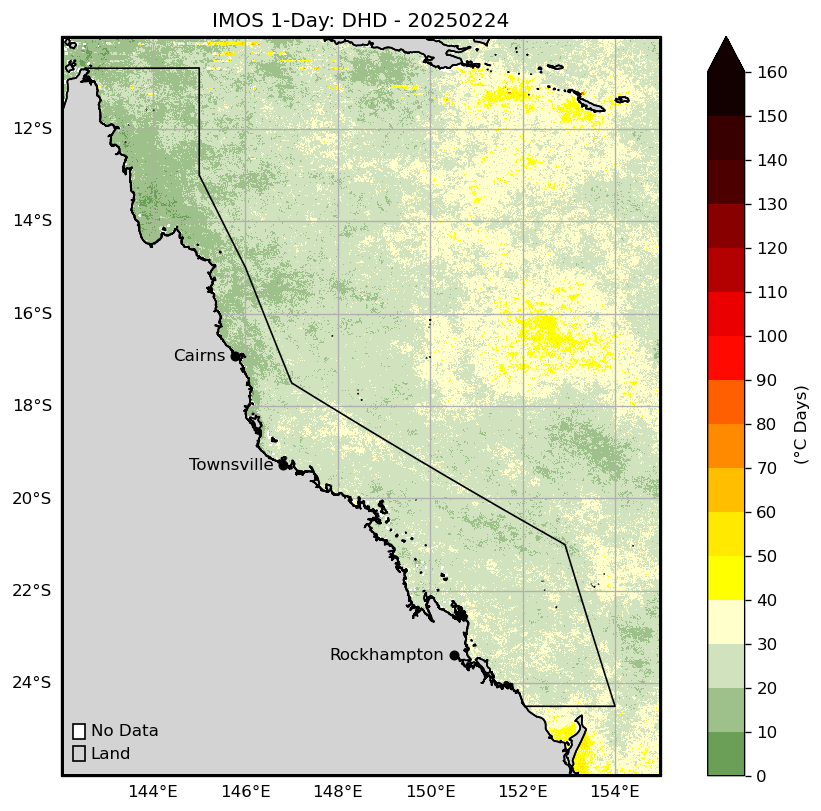 IMOS 1-Day: DHD - 20250224
160
150
12°S
140
130
14°S
120
110
16°S
100
Cairns
90
18°S
80
(°C Days)
Townsville
70
20°S
60
50
22°S
40
Rockhampton
30
24°S
20
No Data
10
Land
0
144°E 146°E 148°E 150°E 152°E 154°E